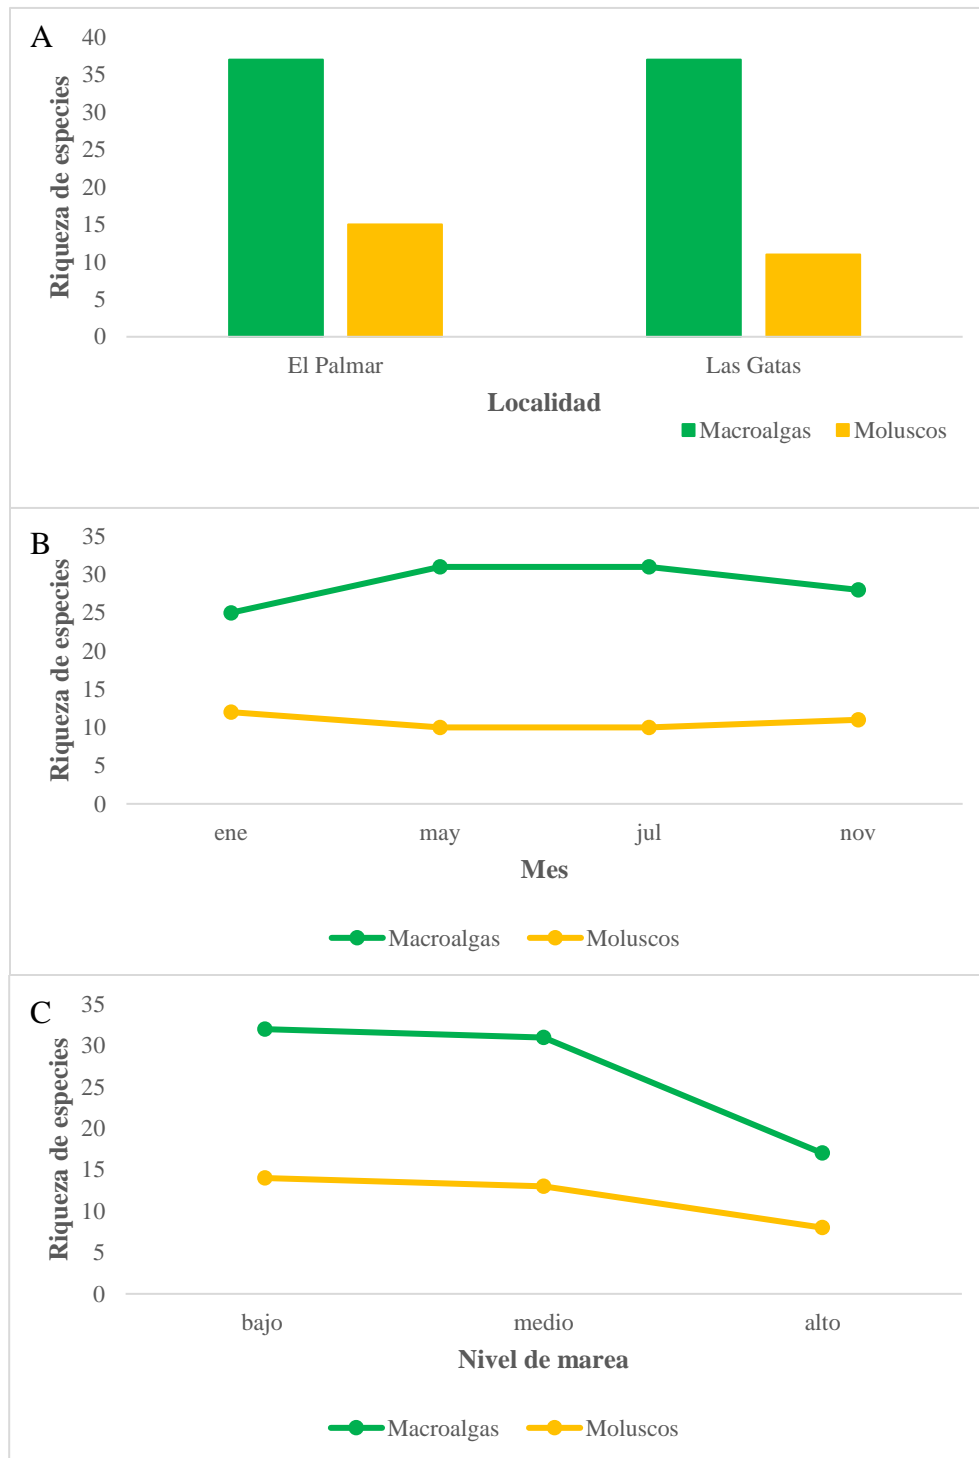 A
Riqueza de especies
40
35
30
25
20
15
10
5
0
El Palmar
Las Gatas
Localidad
Macroalgas
Moluscos
B
Riqueza de especies
35
30
25
20
15
10
5
0
ene
may
jul
nov
Mes
Macroalgas
Moluscos
C
Riqueza de especies
35
30
25
20
15
10
5
0
bajo
medio
alto
Nivel de marea
Macroalgas
Moluscos